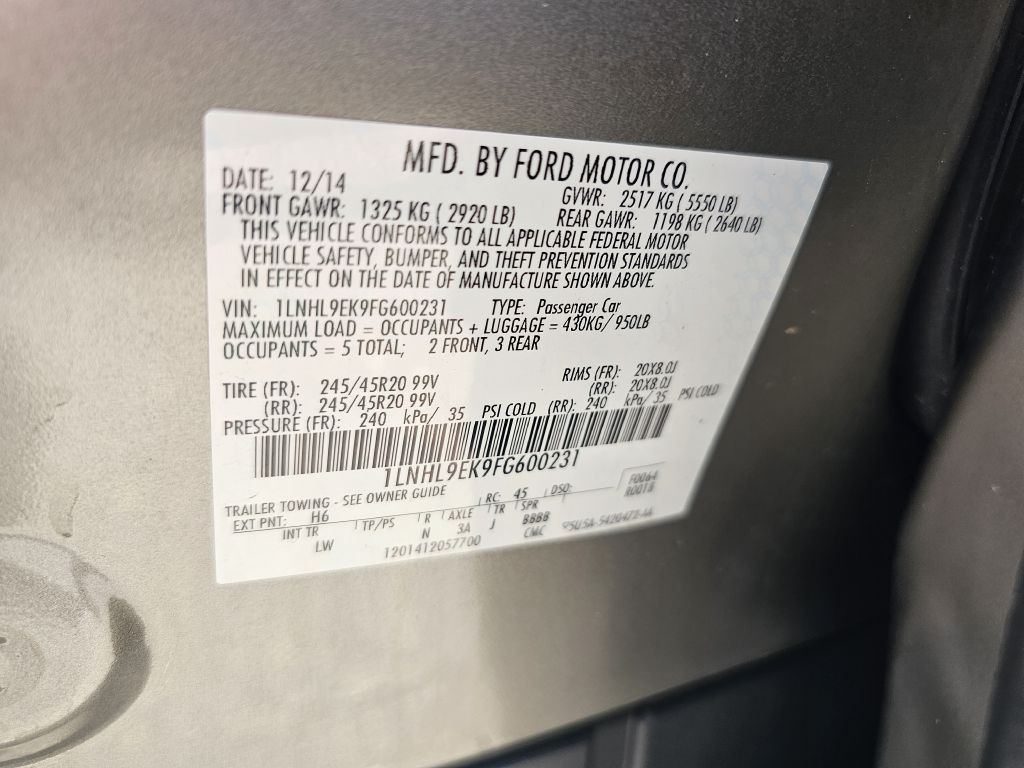 MFD. BY FORD MOTOR CO.
DATE: 12/14 GVWR: 2517 KG ( 5550 LB)
FRONT GAWR: 1325 KG ( 2920 LB) REAR GAWR: 1198 KG ( 2640 LB)
THIS VEHICLE CONFORMS TO ALL APPLICABLE FEDERAL MOTOR
VEHICLE SAFETY, BUMPER, AND THEFT PREVENTION STANDARDS
IN EFFECT ON THE DATE OF MANUFACTURE SHOWN ABOVE.
VIN: 1LNHL9EK9FG600231 TYPE: Passenger Car
MAXIMUM LOAD = OCCUPANTS + LUGGAGE = 430KG/ 950LB
OCCUPANTS = 5 TOTAL; 2 FRONT, 3 REAR
TIRE (FR): 245/45R20 99V RIMS (FR): 20X8.0J
(RR): 245/45R20 99V (RR): 20X8.0J
PRESSURE (FR): 240 kPa/ 35 PSI COLD (RR): 240 kPa/ 35 PSI COLD
1LNHL9EK9FG600231
TRAILER TOWING - SEE OWNER GUIDE RC: 45 DSO: F0064
R0018
EXT PNT: H6 TP/PS R AXLE TR SPR
INT TR N 3A J BBBB
LW 1201412057700 CMC